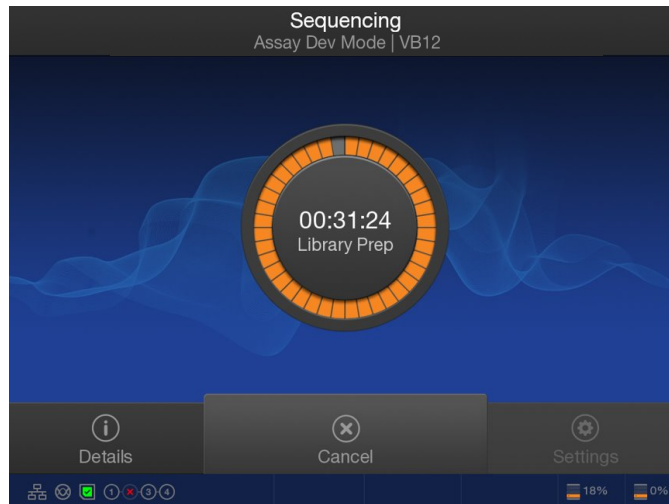 Sequencing
Assay Dev Mode | VB12
00:31:24
Library Prep
Details
Cancel
Settings
1 3 4
18%
0%